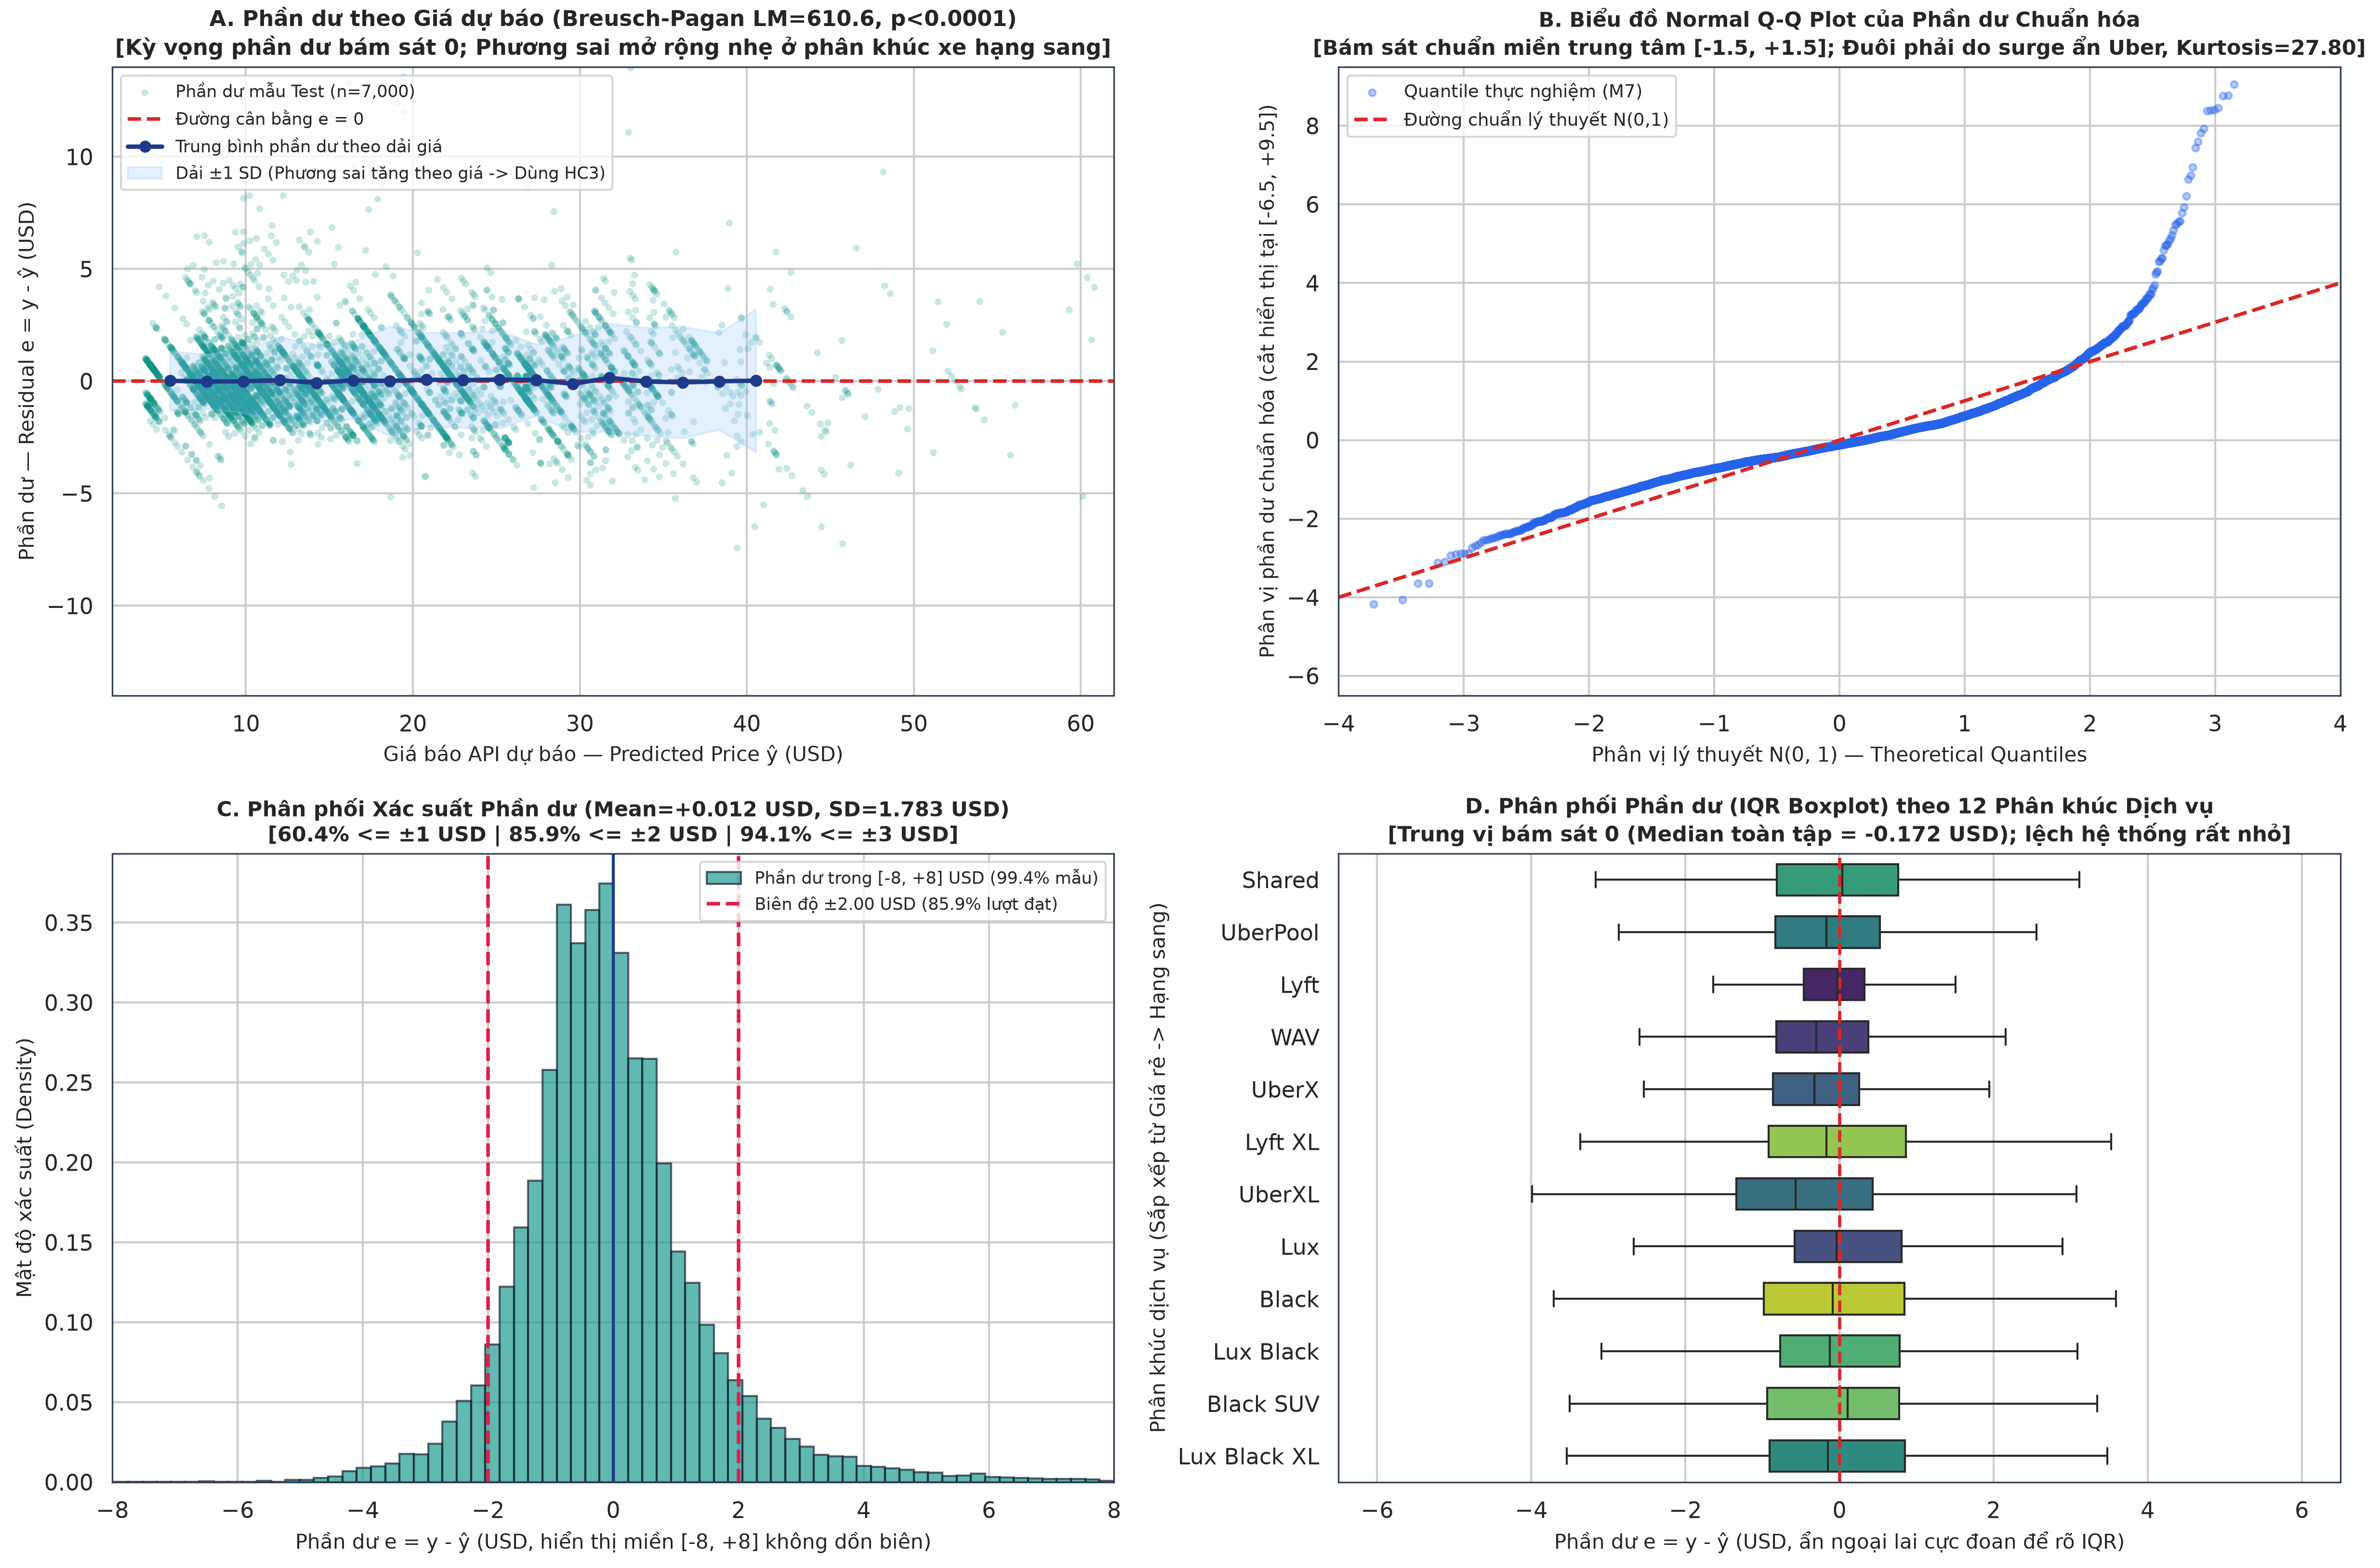 A. Phần dư theo Giá dự báo (Breusch-Pagan LM=610.6, p<0.0001)
[Kỳ vọng phần dư bám sát 0; Phương sai mở rộng nhẹ ở phân khúc xe hạng sang]
Phần dư mẫu Test (n=7,000)
Đường cân bằng e = 0
Trung bình phần dư theo dải giá
Dải ±1 SD (Phương sai tăng theo giá -> Dùng HC3)
Phần dư — Residual e = y - ŷ (USD)
10
5
0
−5
−10
10 20 30 40 50 60
Giá báo API dự báo — Predicted Price ŷ (USD)
B. Biểu đồ Normal Q-Q Plot của Phần dư Chuẩn hóa
[Bám sát chuẩn miền trung tâm [-1.5, +1.5]; Đuôi phải do surge ẩn Uber, Kurtosis=27.80]
Quantile thực nghiệm (M7)
Đường chuẩn lý thuyết N(0,1)
Phân vị phần dư chuẩn hóa (cắt hiển thị tại [-6.5, +9.5])
8
6
4
2
0
−2
−4
−6
−4 −3 −2 −1 0 1 2 3 4
Phân vị lý thuyết N(0, 1) — Theoretical Quantiles
C. Phân phối Xác suất Phần dư (Mean=+0.012 USD, SD=1.783 USD)
[60.4% <= ±1 USD | 85.9% <= ±2 USD | 94.1% <= ±3 USD]
Phần dư trong [-8, +8] USD (99.4% mẫu)
Biên độ ±2.00 USD (85.9% lượt đạt)
Mật độ xác suất (Density)
0.35
0.30
0.25
0.20
0.15
0.10
0.05
0.00
−8 −6 −4 −2 0 2 4 6 8
Phần dư e = y - ŷ (USD, hiển thị miền [-8, +8] không dồn biên)
D. Phân phối Phần dư (IQR Boxplot) theo 12 Phân khúc Dịch vụ
[Trung vị bám sát 0 (Median toàn tập = -0.172 USD); lệch hệ thống rất nhỏ]
Phân khúc dịch vụ (Sắp xếp từ Giá rẻ -> Hạng sang)
Shared
UberPool
Lyft
WAV
UberX
Lyft XL
UberXL
Lux
Black
Lux Black
Black SUV
Lux Black XL
−6 −4 −2 0 2 4 6
Phần dư e = y - ŷ (USD, ẩn ngoại lai cực đoan để rõ IQR)